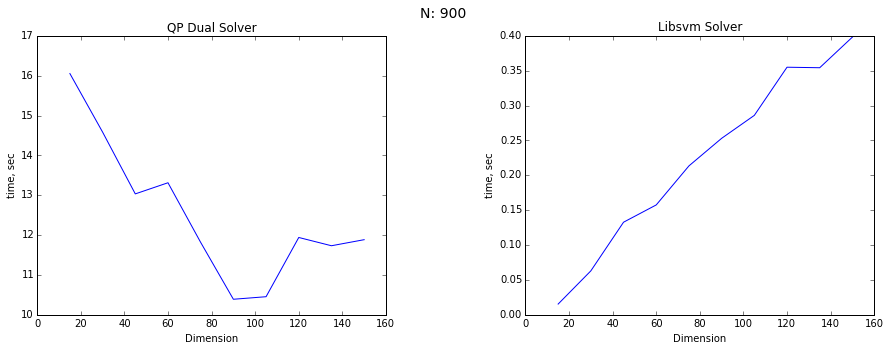 N: 900
QP Dual Solver
17
16
15
14
13
12
11
10
time, sec
0 20 40 60 80 100 120 140 160
Dimension
Libsvm Solver
0.40
0.35
0.30
0.25
0.20
0.15
0.10
0.05
0.00
time, sec
0 20 40 60 80 100 120 140 160
Dimension